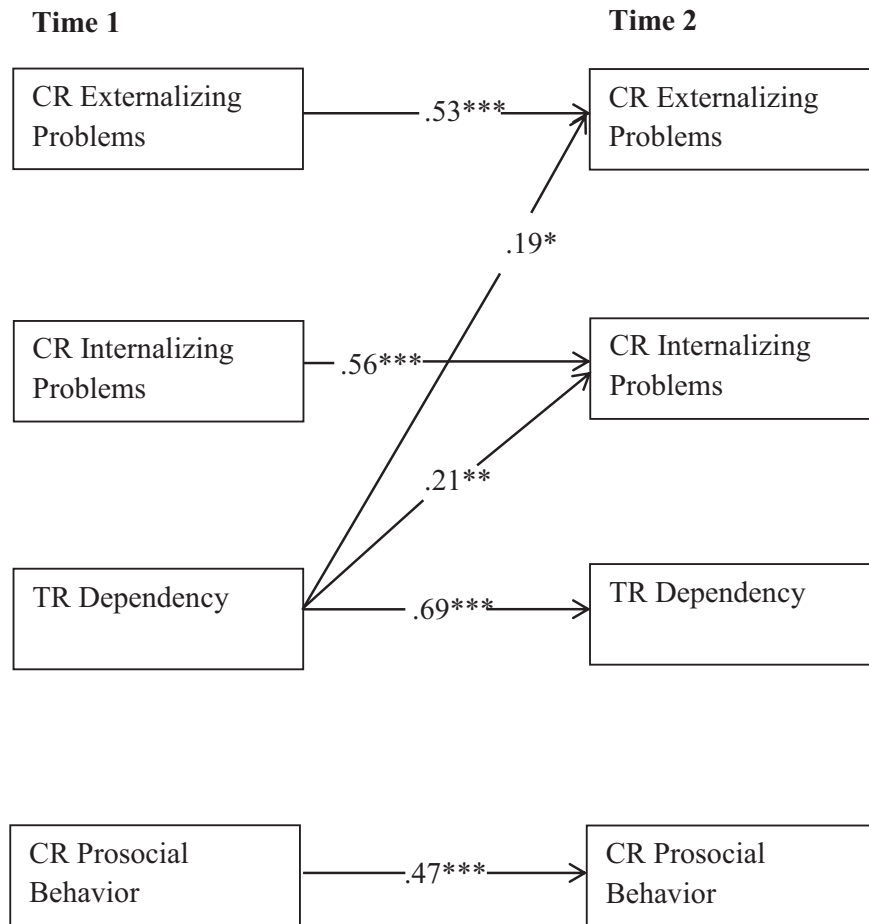 Time 1
Time 2
CR Externalizing
Problems
.53***
CR Externalizing
Problems
.19*
CR Internalizing
Problems
.56***
CR Internalizing
Problems
.21**
TR Dependency
.69***
TR Dependency
CR Prosocial
Behavior
.47***
CR Prosocial
Behavior